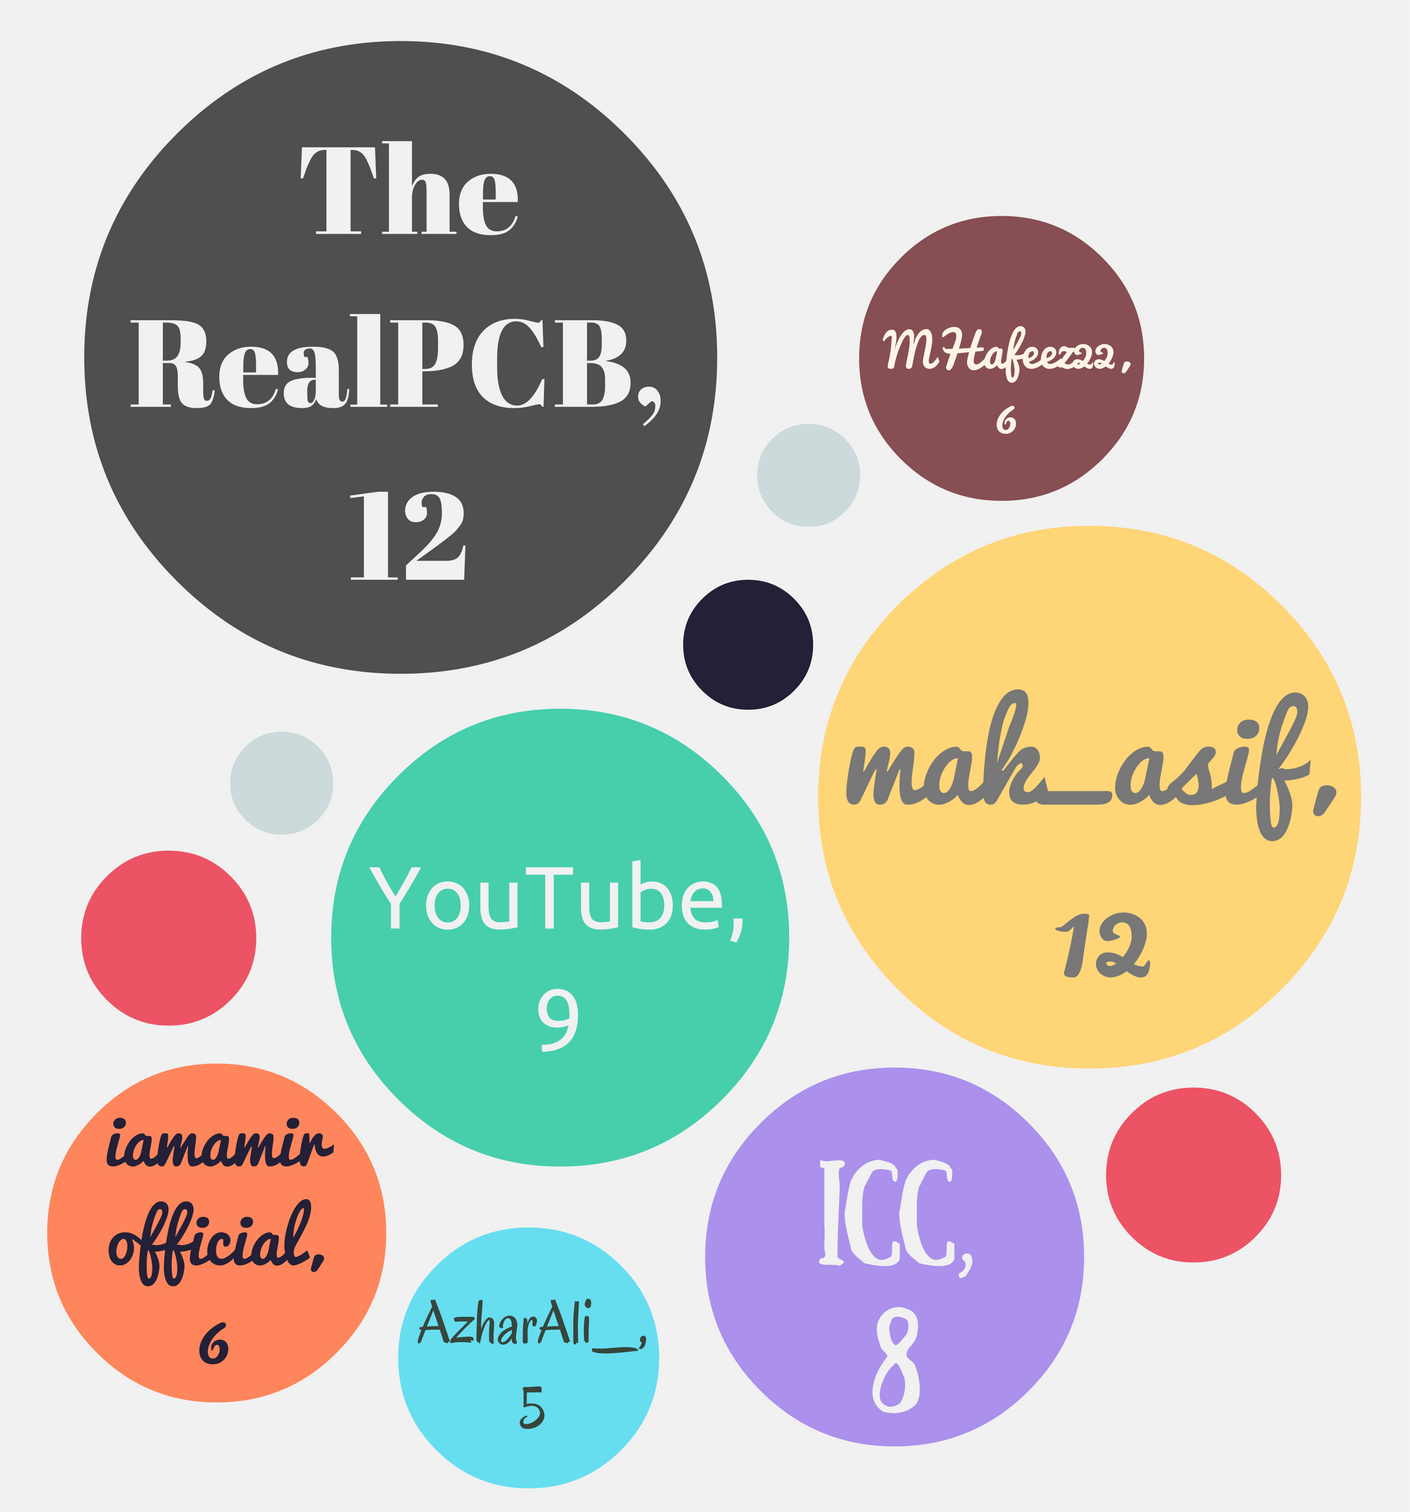 The
RealPCB,
12
MHafeez22,
6
mak_asif,
12
YouTube,
9
iamamir
official,
6
ICC,
8
AzharAli_,
5